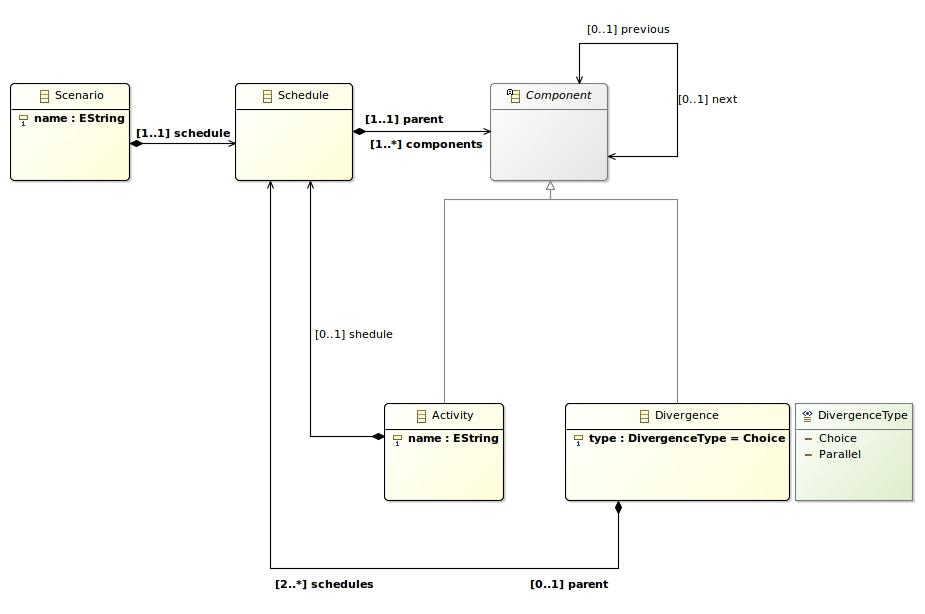 [0..1] previous
Scenario
Schedule
Component
[0..1] next
name : EString
[1..1] parent
[1..1] schedule
[1..*] components
[0..1] shedule
Activity
Divergence
DivergenceType
name : EString
type : DivergenceType = Choice
Choice
Parallel
[2..*] schedules
[0..1] parent